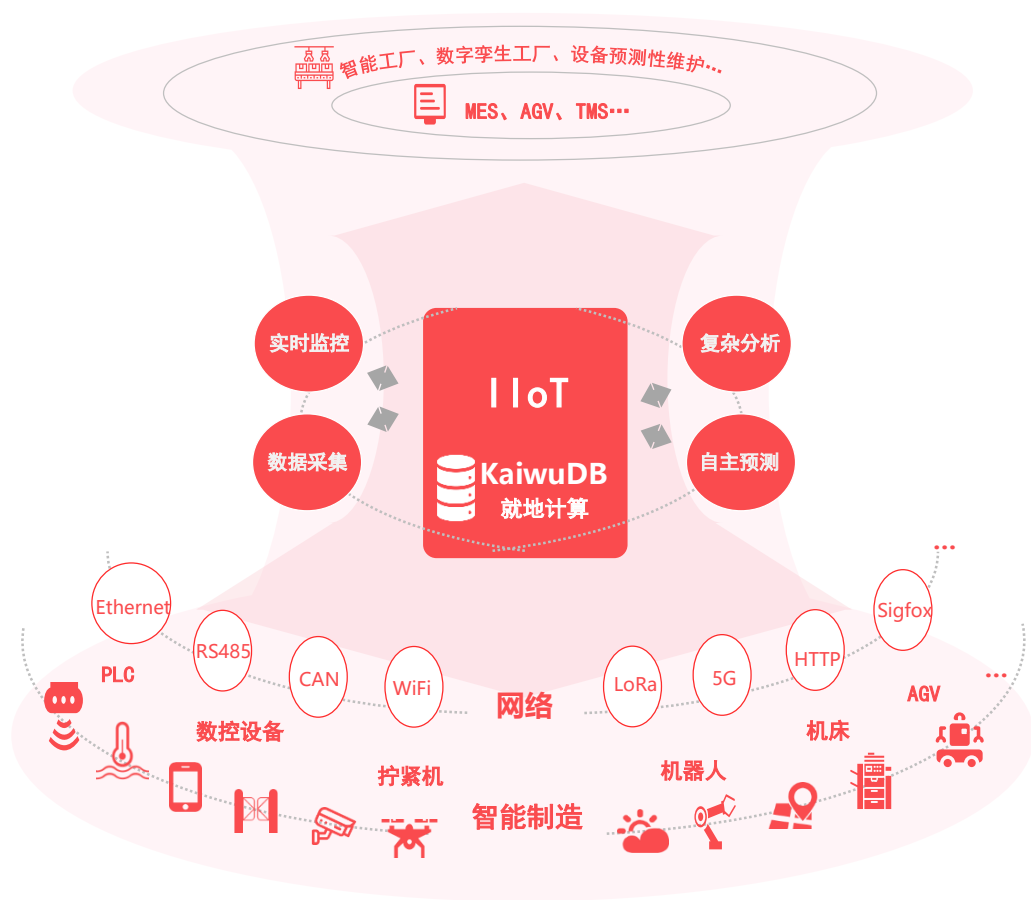 智能工厂、数字孪生工厂、设备预测性维护…
MES、AGV、TMS…
实时监控
复杂分析
IIoT
数据采集
自主预测
KaiwuDB
就地计算
...
Ethernet
RS485
CAN
WiFi
网络
LoRa
5G
HTTP
Sigfox
PLC
数控设备
拧紧机
智能制造
机器人
机床
AGV
...